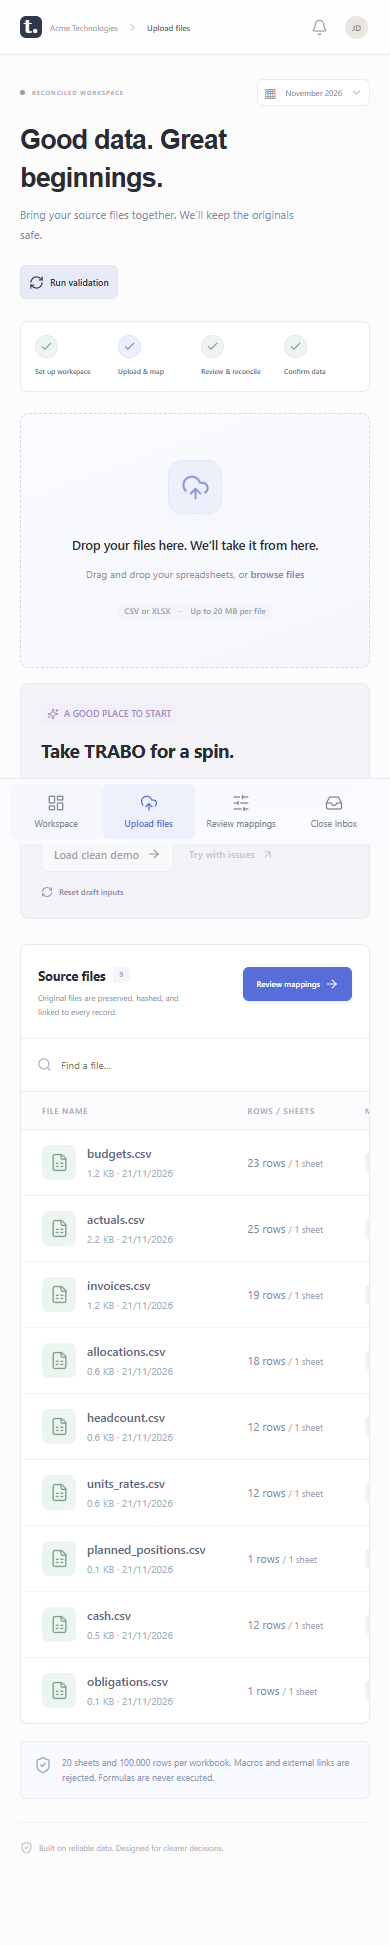 t. Acme Technologies > Upload files JD
RECONCILED WORKSPACE November 2026
Good data. Great
beginnings.
Bring your source files together. We'll keep the originals
safe.
Run validation
Set up workspace Upload & map Review & reconcile Confirm data
Drop your files here. We'll take it from here.
Drag and drop your spreadsheets, or browse files
CSV or XLSX · Up to 20 MB per file
A GOOD PLACE TO START
Take TRABO for a spin.
Workspace Upload files Review mappings Close Inbox
Load clean demo → Try with issues ↗
Reset draft inputs
Source files 9
Review mappings →
Original files are preserved, hashed, and
linked to every record.
Find a file...
FILE NAME ROWS / SHEETS
budgets.csv
1.2 KB · 21/11/2026
23 rows / 1 sheet
actuals.csv
2.2 KB · 21/11/2026
25 rows / 1 sheet
invoices.csv
1.2 KB · 21/11/2026
19 rows / 1 sheet
allocations.csv
0.6 KB · 21/11/2026
18 rows / 1 sheet
headcount.csv
0.6 KB · 21/11/2026
12 rows / 1 sheet
units_rates.csv
0.6 KB · 21/11/2026
12 rows / 1 sheet
planned_positions.csv
0.1 KB · 21/11/2026
1 rows / 1 sheet
cash.csv
0.5 KB · 21/11/2026
12 rows / 1 sheet
obligations.csv
0.1 KB · 21/11/2026
1 rows / 1 sheet
20 sheets and 100,000 rows per workbook. Macros and external links are
rejected. Formulas are never executed.
Built on reliable data. Designed for clearer decisions.